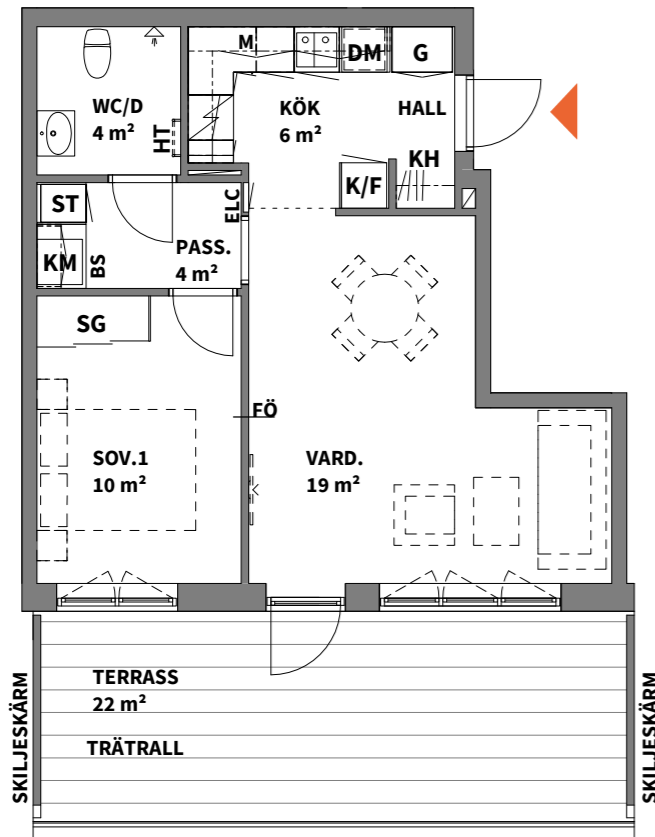 M
DM
G
WC/D
4 m²
HT
KÖK
6 m²
HALL
KH
K/F
ST
ELC
KM
BS
PASS.
4 m²
SG
FÖ
SOV.1
10 m²
VARD.
19 m²
TERRASS
22 m²
TRÄTRALL
SKILJESKÄRM
SKILJESKÄRM